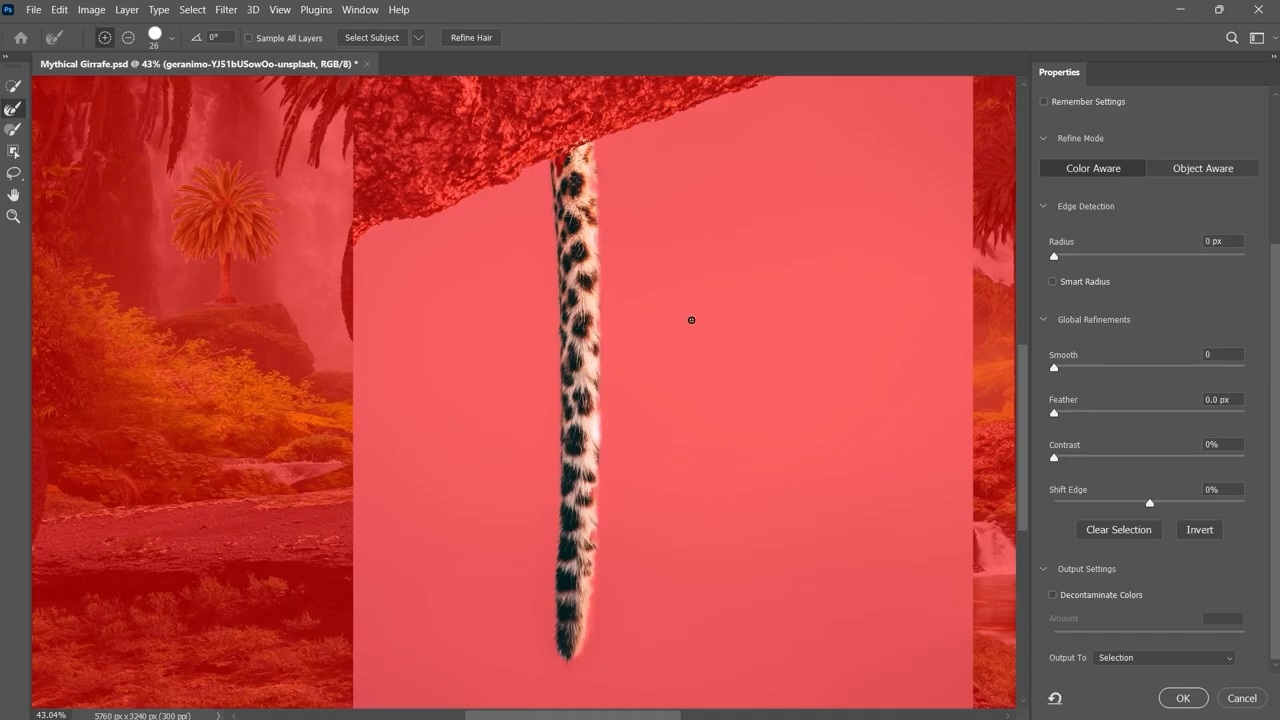 Ps File Edit Image Layer Type Select Filter 3D View Plugins Window Help
26 0° Sample All Layers Select Subject Refine Hair
Mythical Girrafe.psd @ 43% (geranimo-YJ51bUSowOo-unsplash, RGB/8) *
Properties
Remember Settings
Refine Mode
Color Aware Object Aware
Edge Detection
Radius 0 px
Smart Radius
Global Refinements
Smooth 0
Feather 0.0 px
Contrast 0%
Shift Edge 0%
Clear Selection Invert
Output Settings
Decontaminate Colors
Amount
Output To Selection
OK Cancel
43.04% 5760 px x 3240 px (300 ppi)